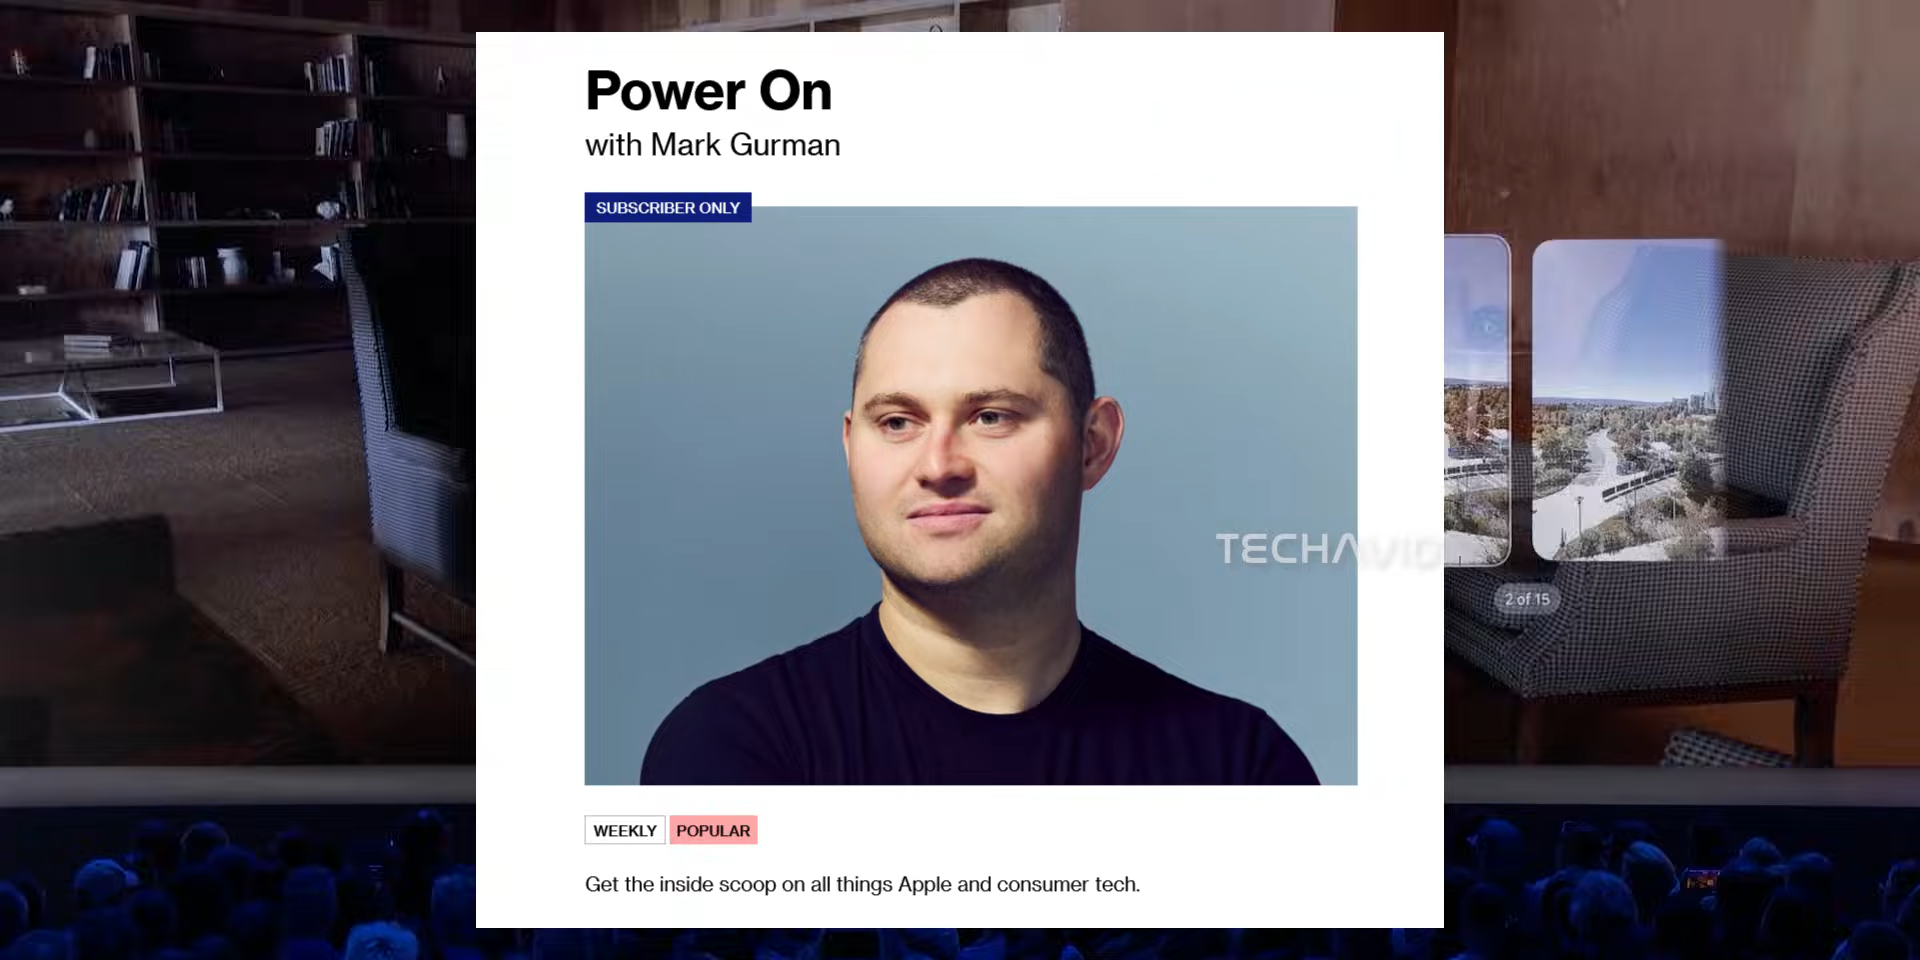 Power On
with Mark Gurman
SUBSCRIBER ONLY
TECHAVID
2 of 15
WEEKLY POPULAR
Get the inside scoop on all things Apple and consumer tech.